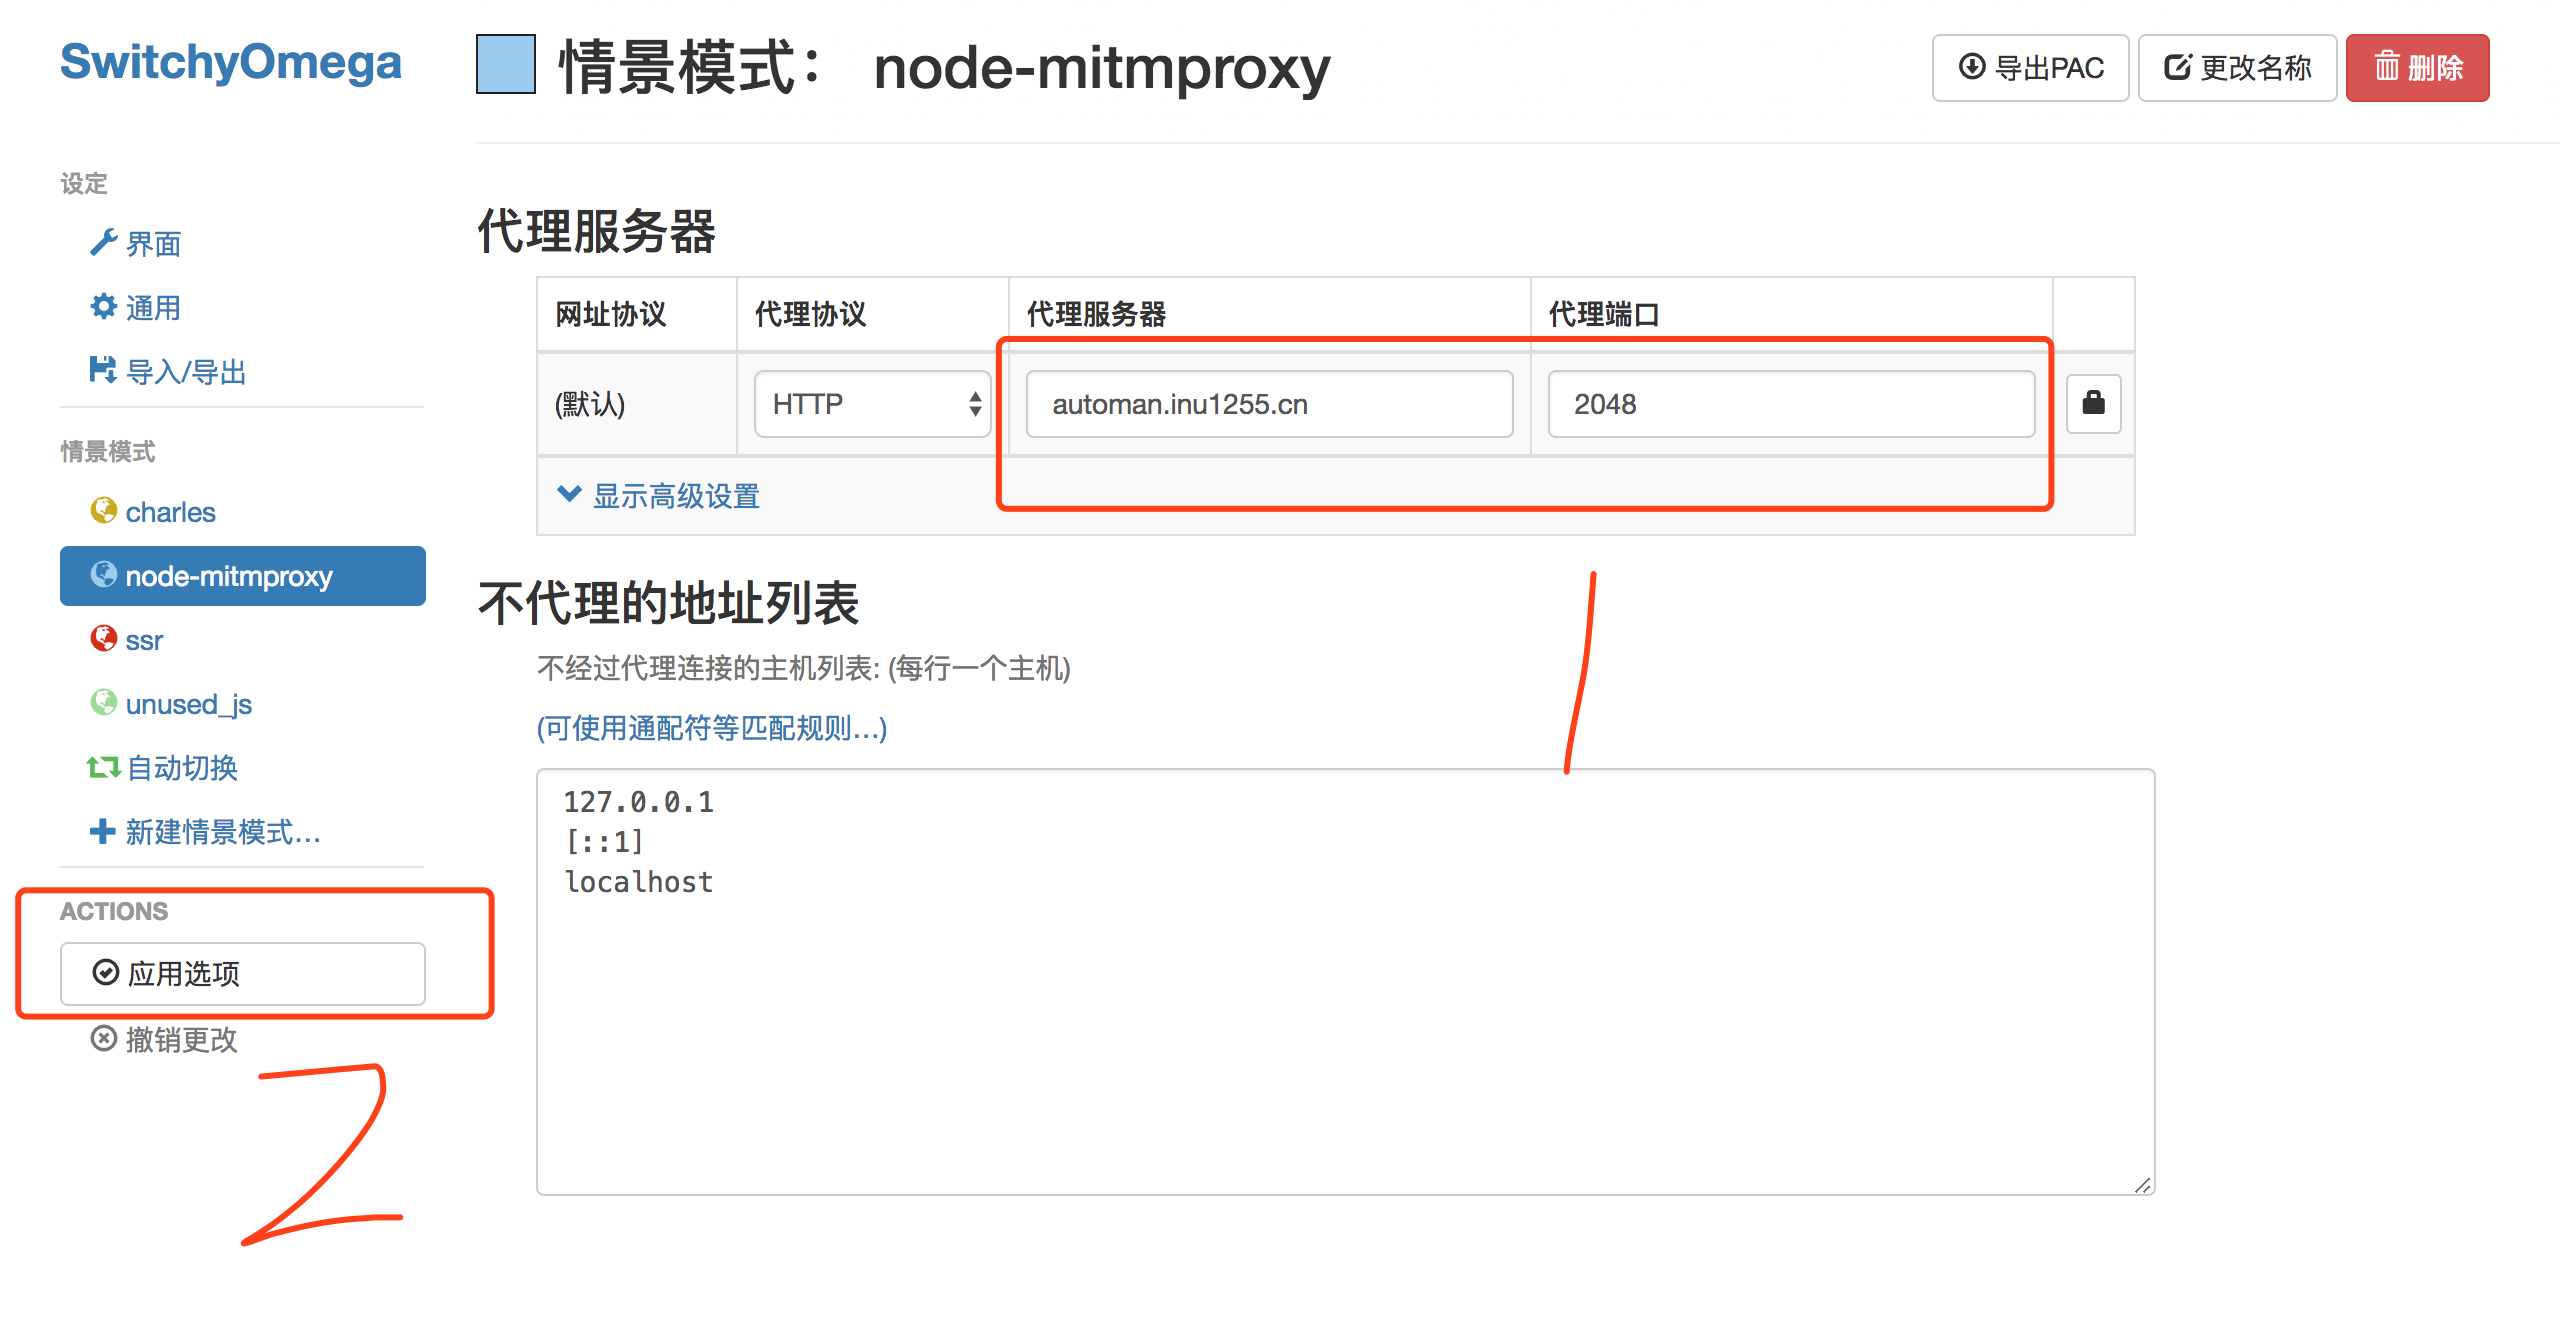 SwitchyOmega
情景模式： node-mitmproxy
导出PAC
更改名称
删除
设定
界面
通用
导入/导出
情景模式
charles
node-mitmproxy
ssr
unused_js
自动切换
新建情景模式...
ACTIONS
应用选项
撤销更改
2
代理服务器
网址协议 代理协议 代理服务器 代理端口
(默认) HTTP automan.inu1255.cn 2048
显示高级设置
1
不代理的地址列表
不经过代理连接的主机列表: (每行一个主机)
(可使用通配符等匹配规则...)
127.0.0.1
[::1]
localhost